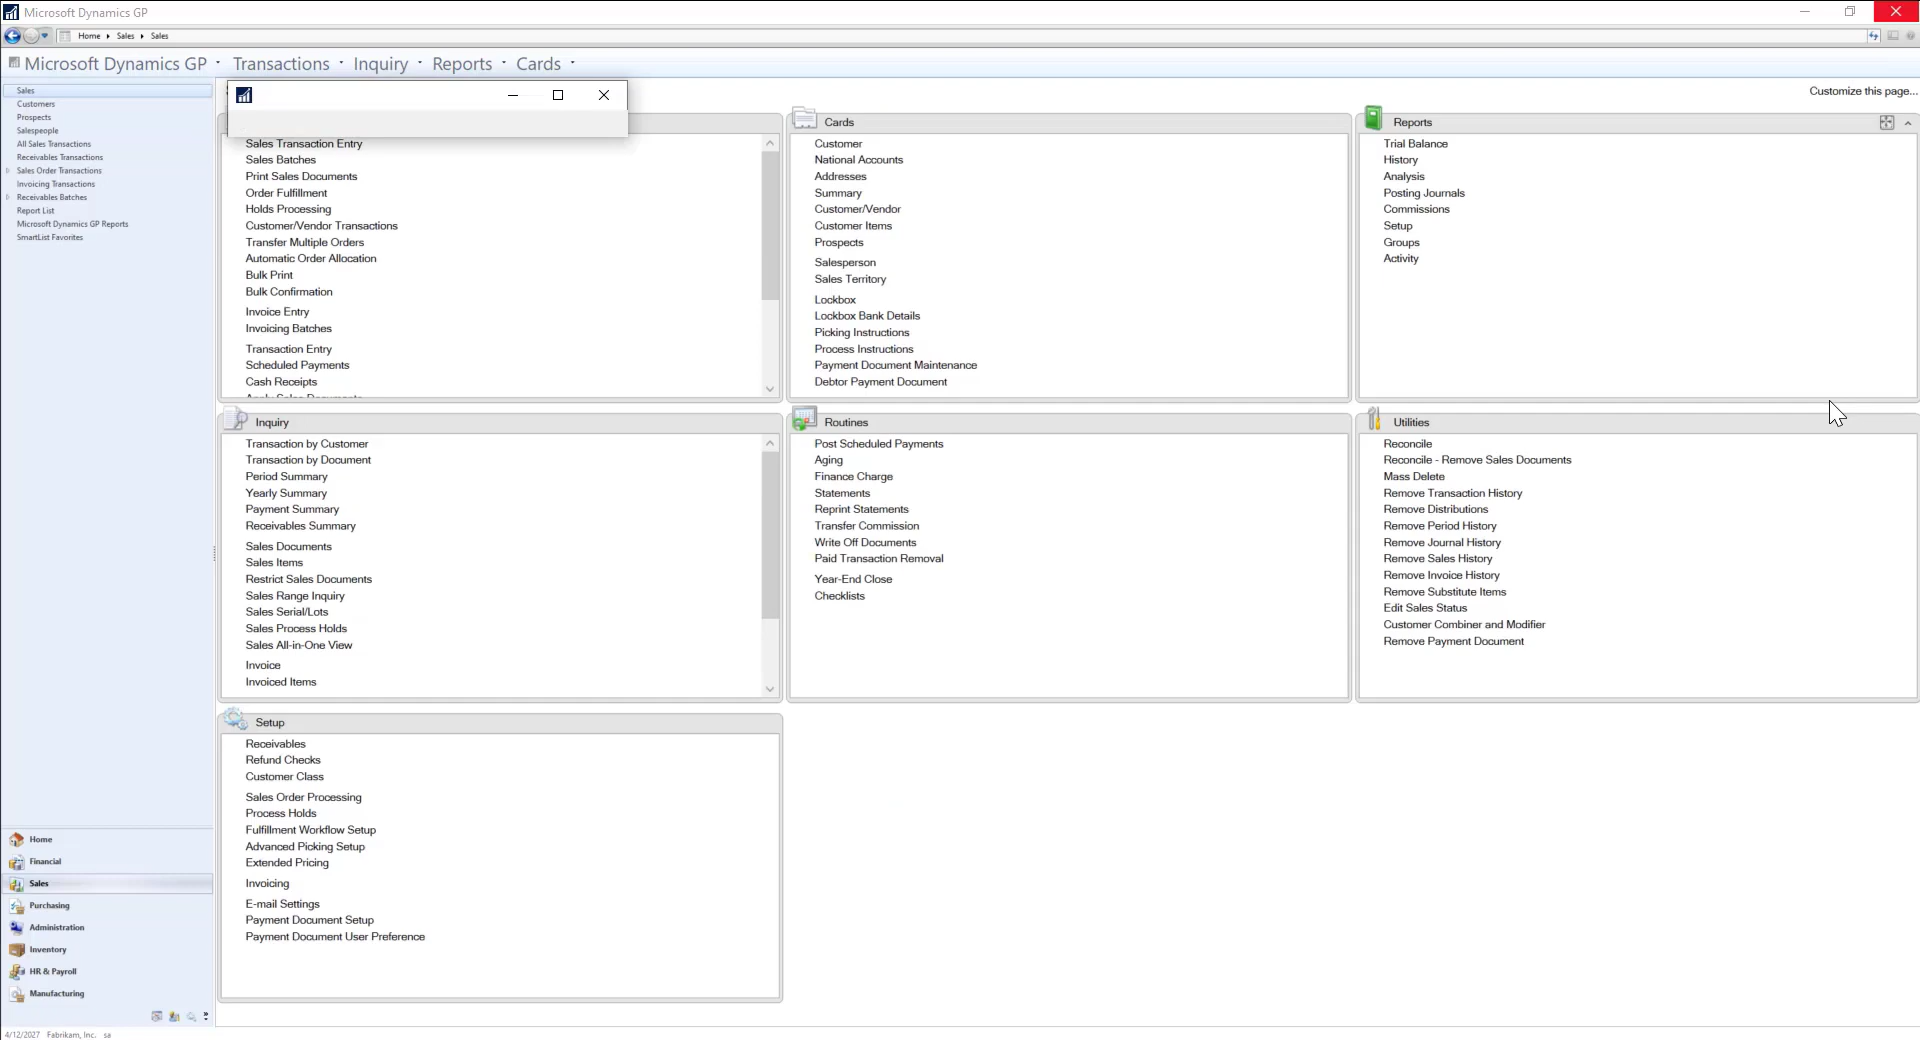 Microsoft Dynamics GP
Home Sales Sales
Microsoft Dynamics GP Transactions Inquiry Reports Cards
Customize this page...
Sales
Customers
Prospects
Salespeople
All Sales Transactions
Receivables Transactions
Sales Order Transactions
Invoicing Transactions
Receivables Batches
Report List
Microsoft Dynamics GP Reports
SmartList Favorites
Sales Transaction Entry
Sales Batches
Print Sales Documents
Order Fulfillment
Holds Processing
Customer/Vendor Transactions
Transfer Multiple Orders
Automatic Order Allocation
Bulk Print
Bulk Confirmation
Invoice Entry
Invoicing Batches
Transaction Entry
Scheduled Payments
Cash Receipts
Cards
Customer
National Accounts
Addresses
Summary
Customer/Vendor
Customer Items
Prospects
Salesperson
Sales Territory
Lockbox
Lockbox Bank Details
Picking Instructions
Process Instructions
Payment Document Maintenance
Debtor Payment Document
Reports
Trial Balance
History
Analysis
Posting Journals
Commissions
Setup
Groups
Activity
Inquiry
Transaction by Customer
Transaction by Document
Period Summary
Yearly Summary
Payment Summary
Receivables Summary
Sales Documents
Sales Items
Restrict Sales Documents
Sales Range Inquiry
Sales Serial/Lots
Sales Process Holds
Sales All-in-One View
Invoice
Invoiced Items
Routines
Post Scheduled Payments
Aging
Finance Charge
Statements
Reprint Statements
Transfer Commission
Write Off Documents
Paid Transaction Removal
Year-End Close
Checklists
Utilities
Reconcile
Reconcile - Remove Sales Documents
Mass Delete
Remove Transaction History
Remove Distributions
Remove Period History
Remove Journal History
Remove Sales History
Remove Invoice History
Remove Substitute Items
Edit Sales Status
Customer Combiner and Modifier
Remove Payment Document
Setup
Receivables
Refund Checks
Customer Class
Sales Order Processing
Process Holds
Fulfillment Workflow Setup
Advanced Picking Setup
Extended Pricing
Invoicing
E-mail Settings
Payment Document Setup
Payment Document User Preference
Home
Financial
Sales
Purchasing
Administration
Inventory
HR & Payroll
Manufacturing
4/12/2027 Fabrikam, Inc. sa